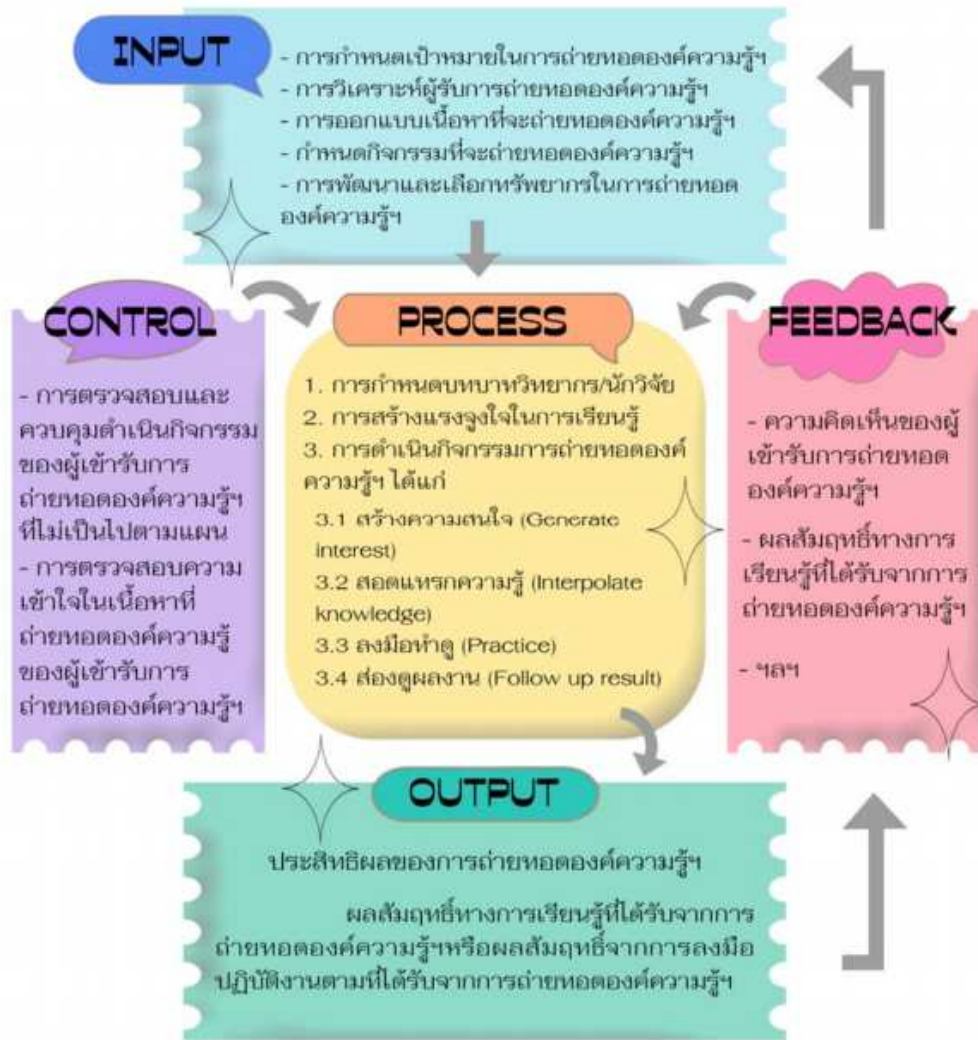 INPUT
- การกำหนดเป้าหมายในการถ่ายทอดองค์ความรู้ฯ
- การวิเคราะห์ผู้รับการถ่ายทอดองค์ความรู้ฯ
- การออกแบบเนื้อหาที่จะถ่ายทอดองค์ความรู้ฯ
- กำหนดกิจกรรมที่จะถ่ายทอดองค์ความรู้ฯ
- การพัฒนาและเลือกทรัพยากรในการถ่ายทอด
องค์ความรู้ฯ
CONTROL
- การตรวจสอบและ
ควบคุมดำเนินกิจกรรม
ของผู้เข้ารับการ
ถ่ายทอดองค์ความรู้ฯ
ที่ไม่เป็นไปตามแผน
- การตรวจสอบความ
เข้าใจในเนื้อหาที่
ถ่ายทอดองค์ความรู้
ของผู้เข้ารับการ
ถ่ายทอดองค์ความรู้ฯ
PROCESS
1. การกำหนดบทบาทวิทยากร/นักวิจัย
2. การสร้างแรงจูงใจในการเรียนรู้
3. การดำเนินกิจกรรมการถ่ายทอดองค์
ความรู้ฯ ได้แก่
3.1 สร้างความสนใจ (Generate
interest)
3.2 สอดแทรกความรู้ (Interpolate
knowledge)
3.3 ลงมือทำดู (Practice)
3.4 ส่องดูผลงาน (Follow up result)
FEEDBACK
- ความคิดเห็นของผู้
เข้ารับการถ่ายทอด
องค์ความรู้ฯ
- ผลสัมฤทธิ์ทางการ
เรียนรู้ที่ได้รับจากการ
ถ่ายทอดองค์ความรู้ฯ
- ฯลฯ
OUTPUT
ประสิทธิผลของการถ่ายทอดองค์ความรู้ฯ
ผลสัมฤทธิ์ทางการเรียนรู้ที่ได้รับจากการ
ถ่ายทอดองค์ความรู้ฯหรือผลสัมฤทธิ์จากการลงมือ
ปฏิบัติงานตามที่ได้รับจากการถ่ายทอดองค์ความรู้ฯ